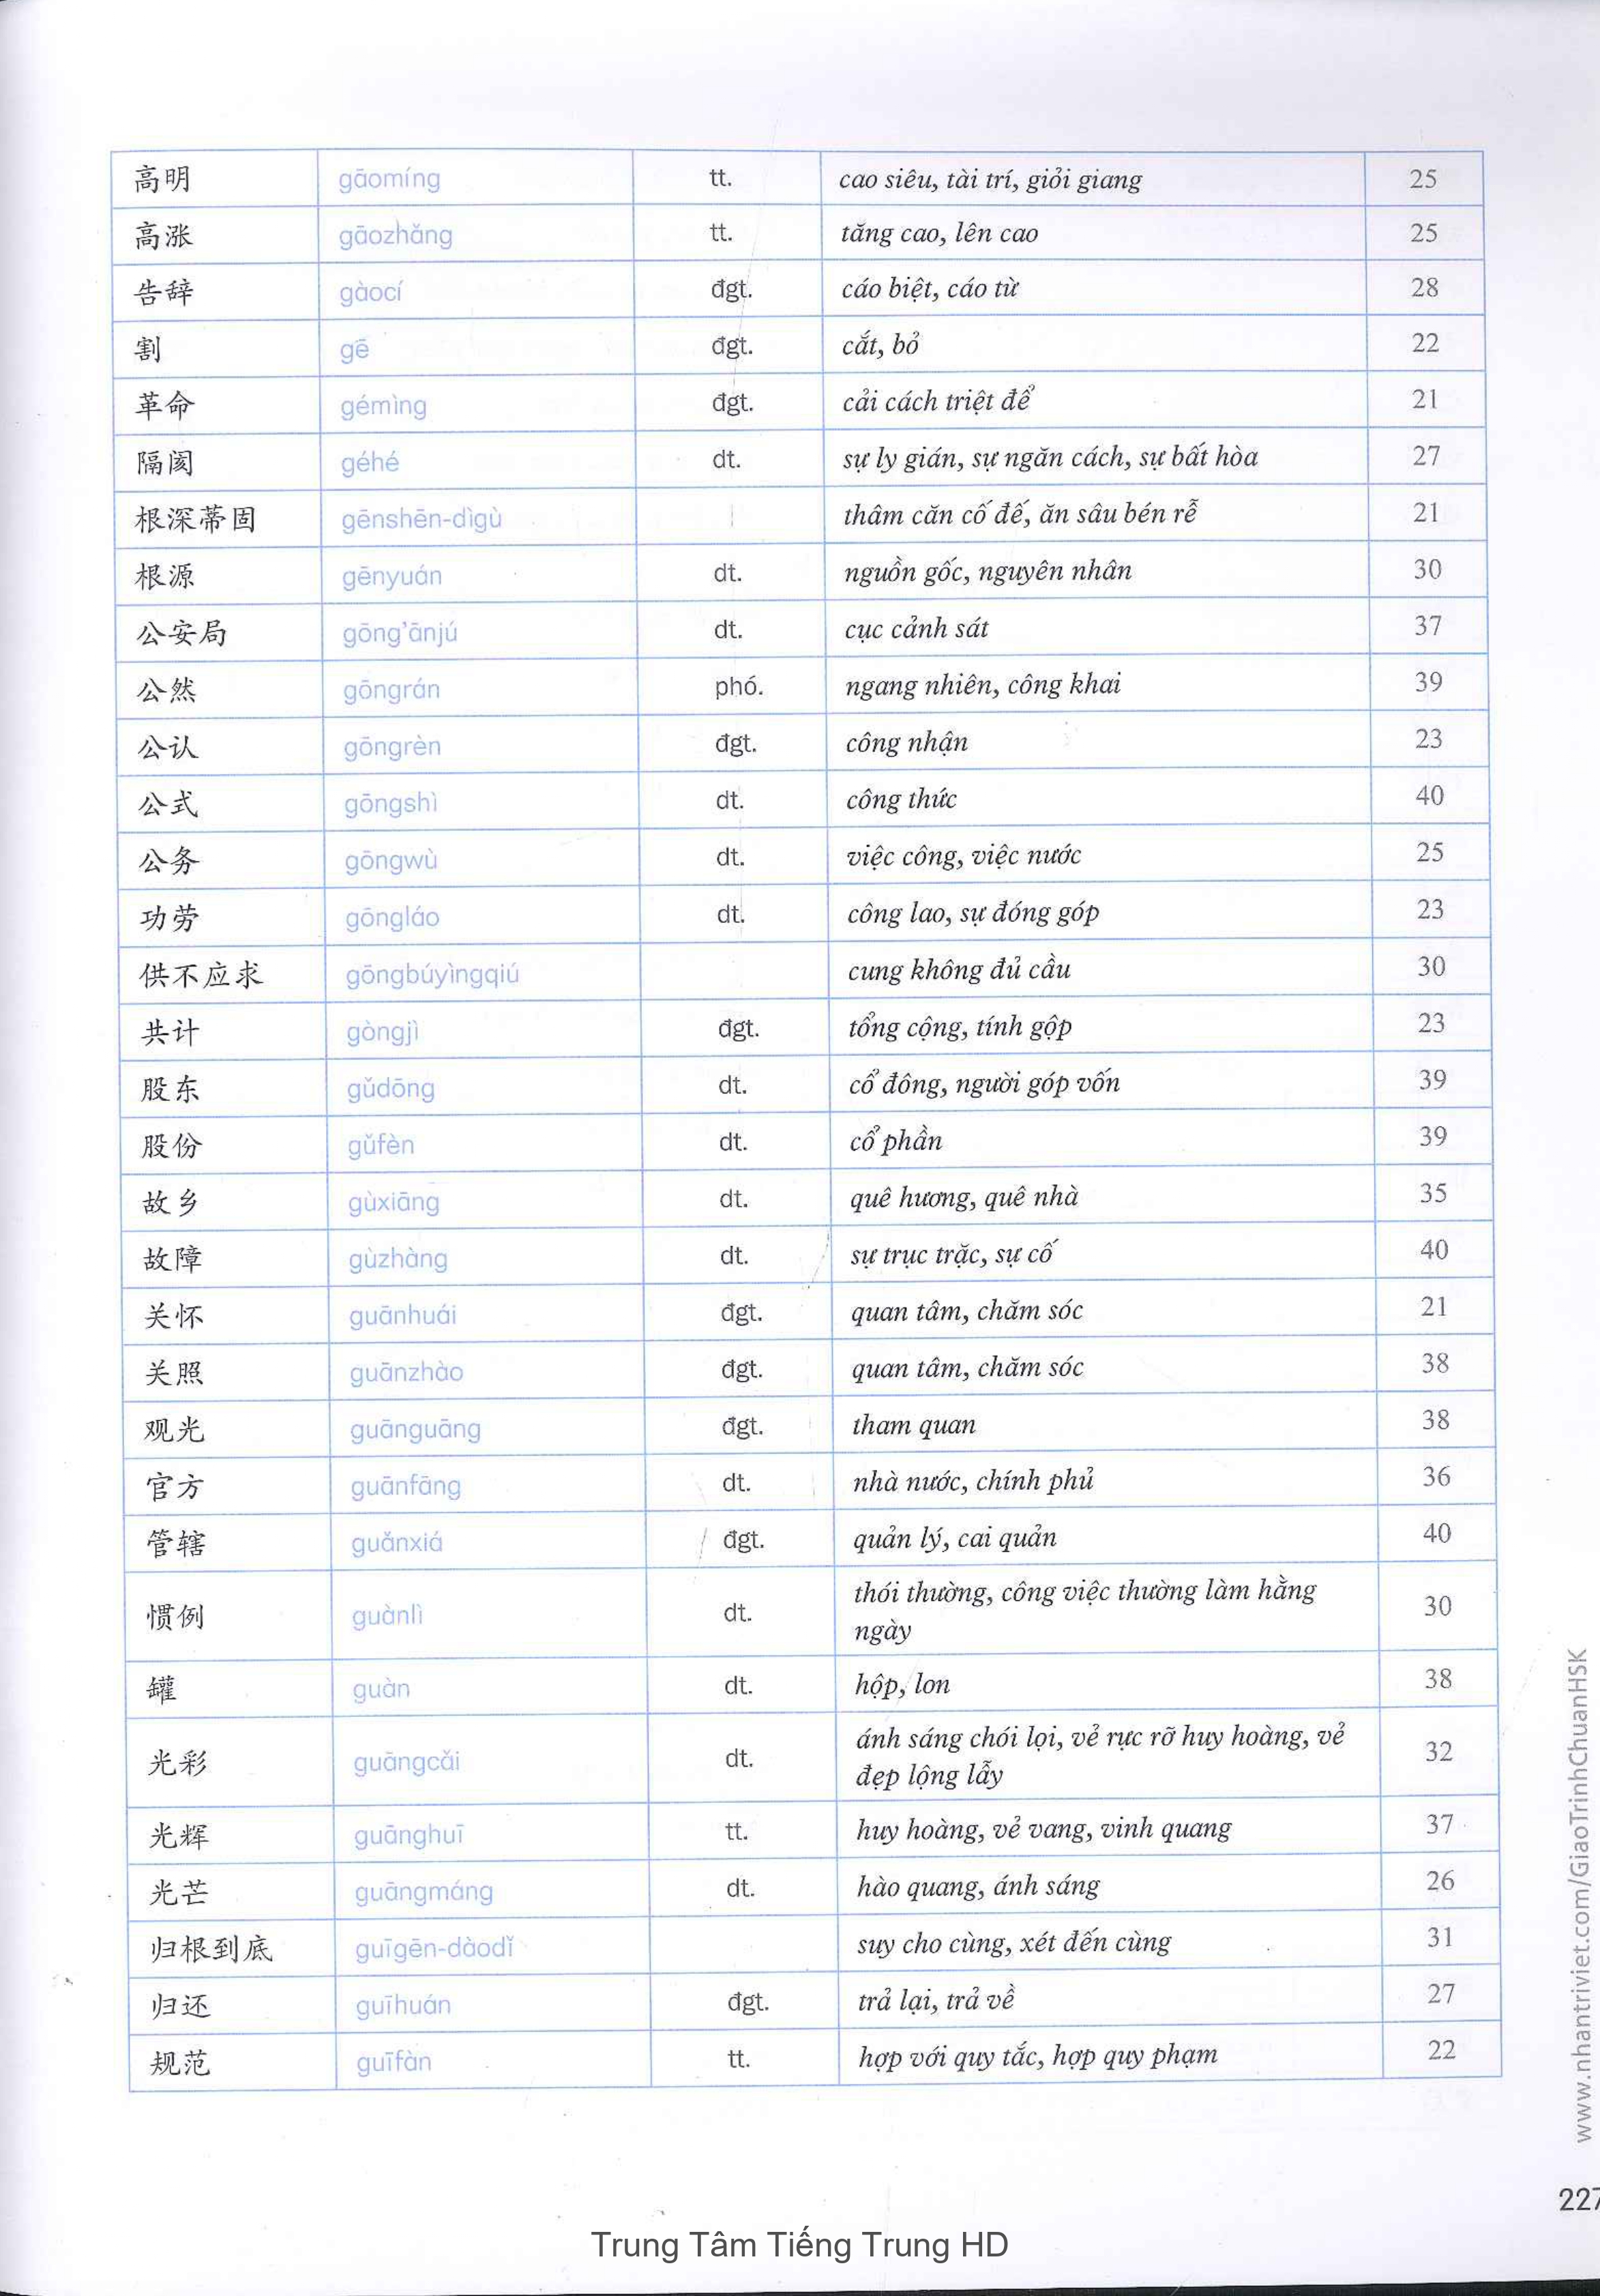 高明 gāomíng tt. cao siêu, tài trí, giỏi giang 25
高涨 gāozhǎng tt. tăng cao, lên cao 25
告辞 gàocí đgt. cáo biệt, cáo từ 28
割 gē đgt. cắt, bỏ 22
革命 gémìng đgt. cải cách triệt để 21
隔阂 géhé dt. sự ly gián, sự ngăn cách, sự bất hòa 27
根深蒂固 gēnshēn-dìgù thâm căn cố đế, ăn sâu bén rễ 21
根源 gēnyuán dt. nguồn gốc, nguyên nhân 30
公安局 gōng'ānjú dt. cục cảnh sát 37
公然 gōngrán phó. ngang nhiên, công khai 39
公认 gōngrèn đgt. công nhận 23
公式 gōngshì dt. công thức 40
公务 gōngwù dt. việc công, việc nước 25
功劳 gōngláo dt. công lao, sự đóng góp 23
供不应求 gōngbúyìngqiú cung không đủ cầu 30
共计 gòngjì đgt. tổng cộng, tính gộp 23
股东 gǔdōng dt. cổ đông, người góp vốn 39
股份 gǔfèn dt. cổ phần 39
故乡 gùxiāng dt. quê hương, quê nhà 35
故障 gùzhàng dt. sự trục trặc, sự cố 40
关怀 guānhuái đgt. quan tâm, chăm sóc 21
关照 guānzhào đgt. quan tâm, chăm sóc 38
观光 guānguāng đgt. tham quan 38
官方 guānfāng dt. nhà nước, chính phủ 36
管辖 guǎnxiá đgt. quản lý, cai quản 40
惯例 guànlì dt. thói thường, công việc thường làm hằng
ngày 30
罐 guàn dt. hộp, lon 38
光彩 guāngcǎi dt. ánh sáng chói lọi, vẻ rực rỡ huy hoàng, vẻ
đẹp lộng lẫy 32
光辉 guānghuī tt. huy hoàng, vẻ vang, vinh quang 37
光芒 guāngmáng dt. hào quang, ánh sáng 26
归根到底 guīgēn-dàodǐ suy cho cùng, xét đến cùng 31
归还 guīhuán đgt. trả lại, trả về 27
规范 guīfàn tt. hợp với quy tắc, hợp quy phạm 22
www.nhantriviet.com/GiaoTrinhChuanHSK
227
Trung Tâm Tiếng Trung HD